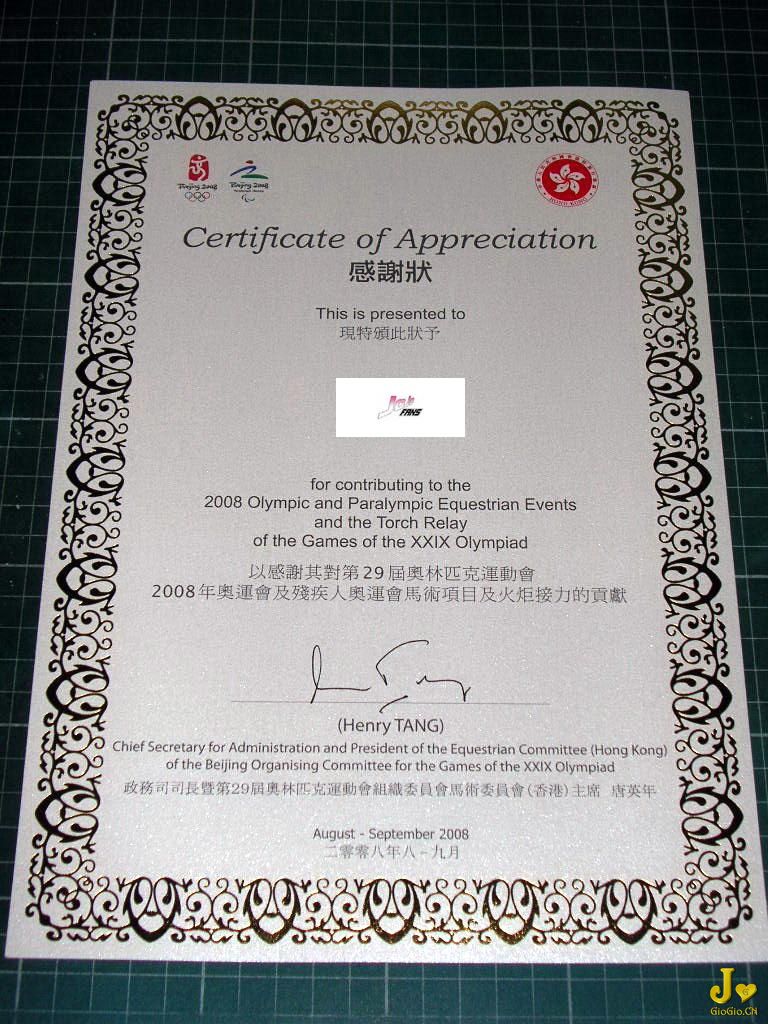 Beijing 2008
Beijing 2008
HONG KONG
Certificate of Appreciation
感謝狀
This is presented to
現特頒此狀予
FANS
for contributing to the
2008 Olympic and Paralympic Equestrian Events
and the Torch Relay
of the Games of the XXIX Olympiad
以感謝其對第29屆奧林匹克運動會
2008年奧運會及殘疾人奧運會馬術項目及火炬接力的貢獻
(Henry TANG)
Chief Secretary for Administration and President of the Equestrian Committee (Hong Kong)
of the Beijing Organising Committee for the Games of the XXIX Olympiad
政務司司長暨第29屆奧林匹克運動會組織委員會馬術委員會(香港)主席 唐英年
August - September 2008
二零零八年八 - 九月
J
GioGio.CN